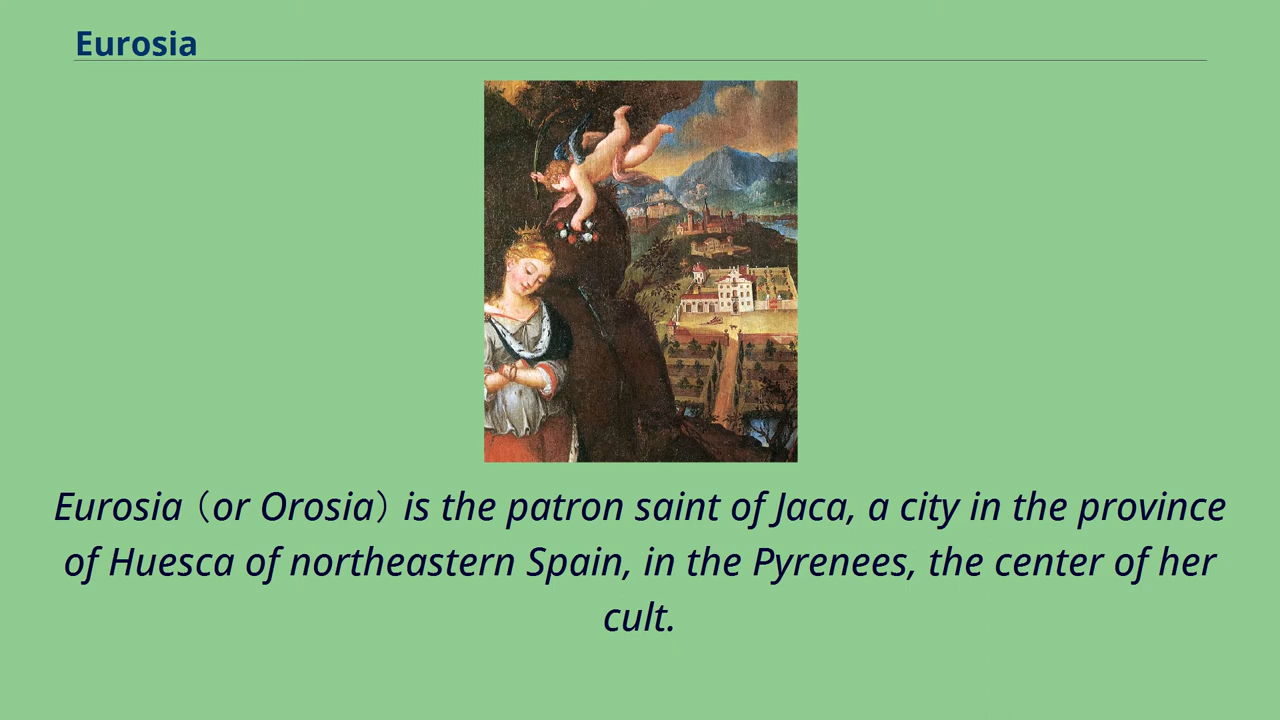 Eurosia
Eurosia (or Orosia) is the patron saint of Jaca, a city in the province
of Huesca of northeastern Spain, in the Pyrenees, the center of her
cult.